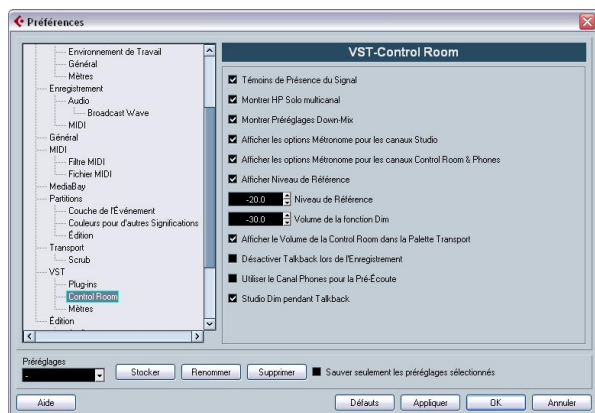 Préférences
Environnement de Travail
Général
Mètres
Enregistrement
Audio
Broadcast Wave
MIDI
Général
MIDI
Filtre MIDI
Fichier MIDI
MediaBay
Partitions
Couche de l'Événement
Couleurs pour d'autres Significations
Édition
Transport
Scrub
VST
Plug-ins
Control Room
Mètres
Édition
VST-Control Room
Témoins de Présence du Signal
Montrer HP Solo multicanal
Montrer Préréglages Down-Mix
Afficher les options Métronome pour les canaux Studio
Afficher les options Métronome pour les canaux Control Room & Phones
Afficher Niveau de Référence
-20.0 Niveau de Référence
-30.0 Volume de la fonction Dim
Afficher le Volume de la Control Room dans la Palette Transport
Désactiver Talkback lors de l'Enregistrement
Utiliser le Canal Phones pour la Pré-Écoute
Studio Dim pendant Talkback
Préréglages
- Stocker Renommer Supprimer Sauver seulement les préréglages sélectionnés
Aide Défauts Appliquer OK Annuler